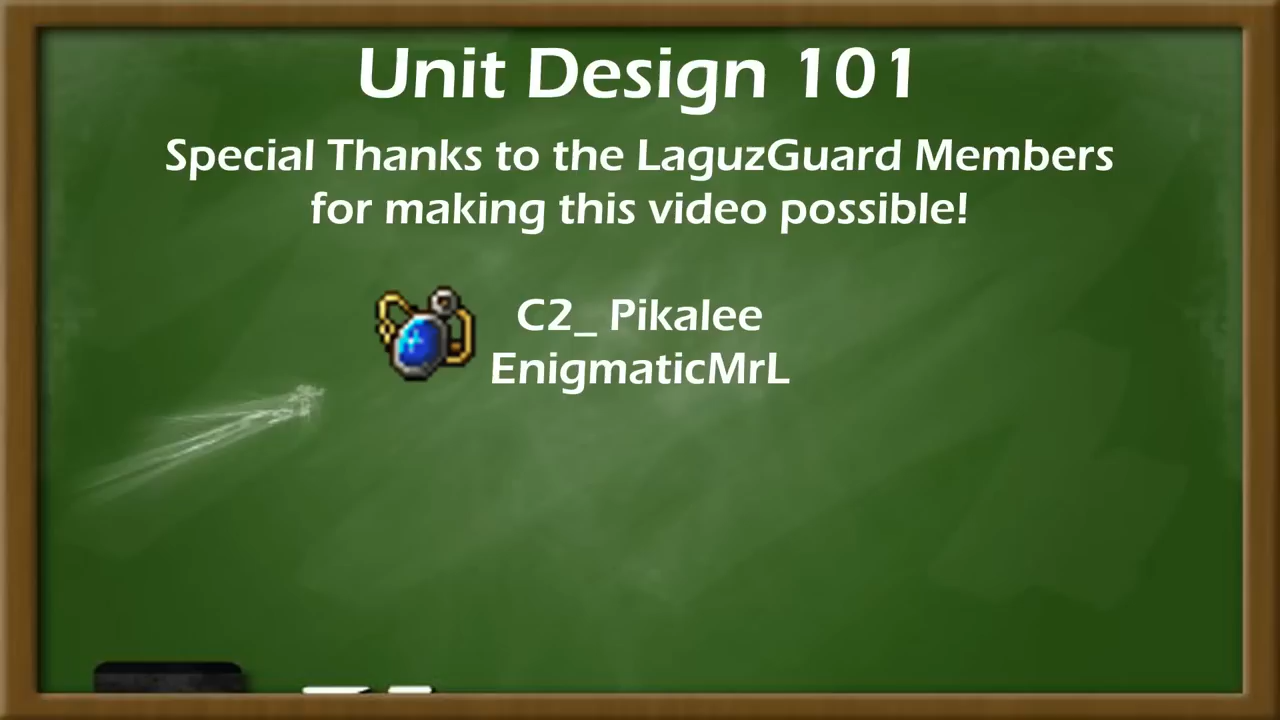 Unit Design 101
Special Thanks to the LaguzGuard Members
for making this video possible!
C2_ Pikalee
EnigmaticMrL